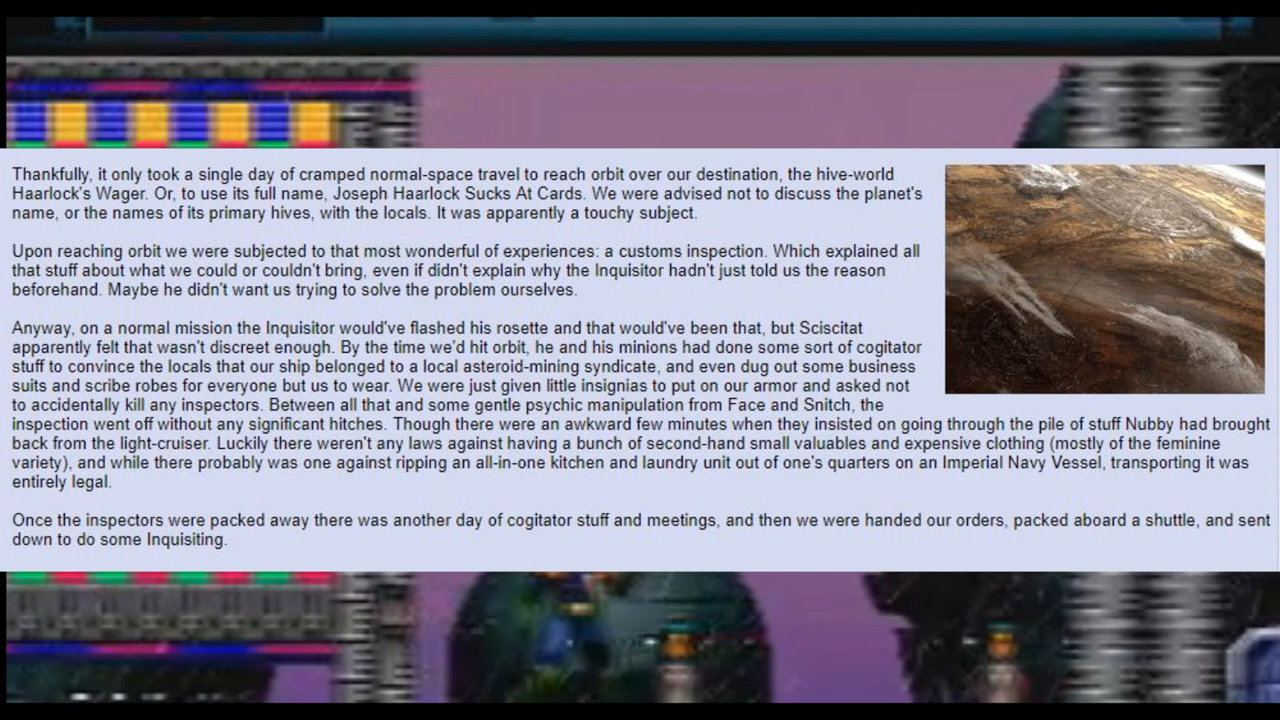 Thankfully, it only took a single day of cramped normal-space travel to reach orbit over our destination, the hive-world
Haarlock's Wager. Or, to use its full name, Joseph Haarlock Sucks At Cards. We were advised not to discuss the planet's
name, or the names of its primary hives, with the locals. It was apparently a touchy subject.
Upon reaching orbit we were subjected to that most wonderful of experiences: a customs inspection. Which explained all
that stuff about what we could or couldn't bring, even if didn't explain why the Inquisitor hadn't just told us the reason
beforehand. Maybe he didn't want us trying to solve the problem ourselves.
Anyway, on a normal mission the Inquisitor would've flashed his rosette and that would've been that, but Sciscitat
apparently felt that wasn't discreet enough. By the time we'd hit orbit, he and his minions had done some sort of cogitator
stuff to convince the locals that our ship belonged to a local asteroid-mining syndicate, and even dug out some business
suits and scribe robes for everyone but us to wear. We were just given little insignias to put on our armor and asked not
to accidentally kill any inspectors. Between all that and some gentle psychic manipulation from Face and Snitch, the
inspection went off without any significant hitches. Though there were an awkward few minutes when they insisted on going through the pile of stuff Nubby had brought
back from the light-cruiser. Luckily there weren't any laws against having a bunch of second-hand small valuables and expensive clothing (mostly of the feminine
variety), and while there probably was one against ripping an all-in-one kitchen and laundry unit out of one's quarters on an Imperial Navy Vessel, transporting it was
entirely legal.
Once the inspectors were packed away there was another day of cogitator stuff and meetings, and then we were handed our orders, packed aboard a shuttle, and sent
down to do some Inquisiting.